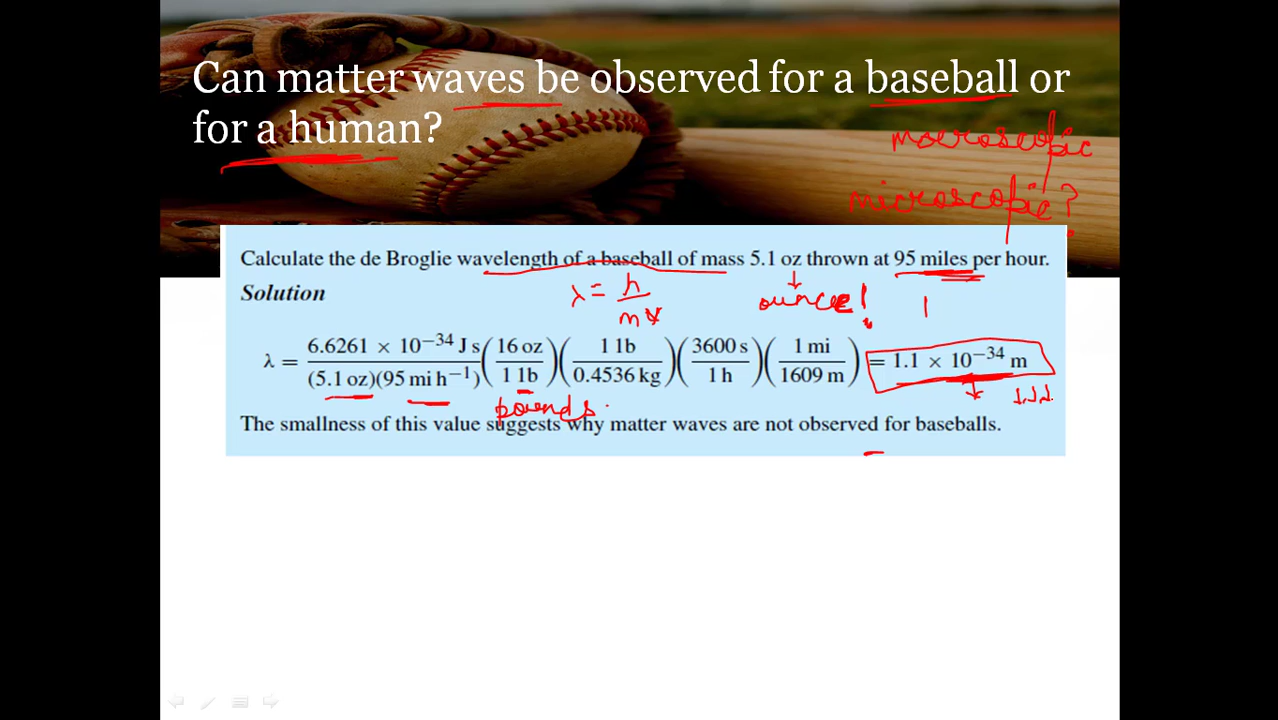 Can matter waves be observed for a baseball or
for a human?
macroscopic
microscopic?
Calculate the de Broglie wavelength of a baseball of mass 5.1 oz thrown at 95 miles per hour.
Solution
λ = h/mv
ounce!
λ = 6.6261 × 10⁻³⁴ J s/(5.1 oz)(95 mi h⁻¹) (16 oz/1 lb)(1 lb/0.4536 kg)(3600 s/1 h)(1 mi/1609 m) = 1.1 × 10⁻³⁴ m
pounds.
The smallness of this value suggests why matter waves are not observed for baseballs.